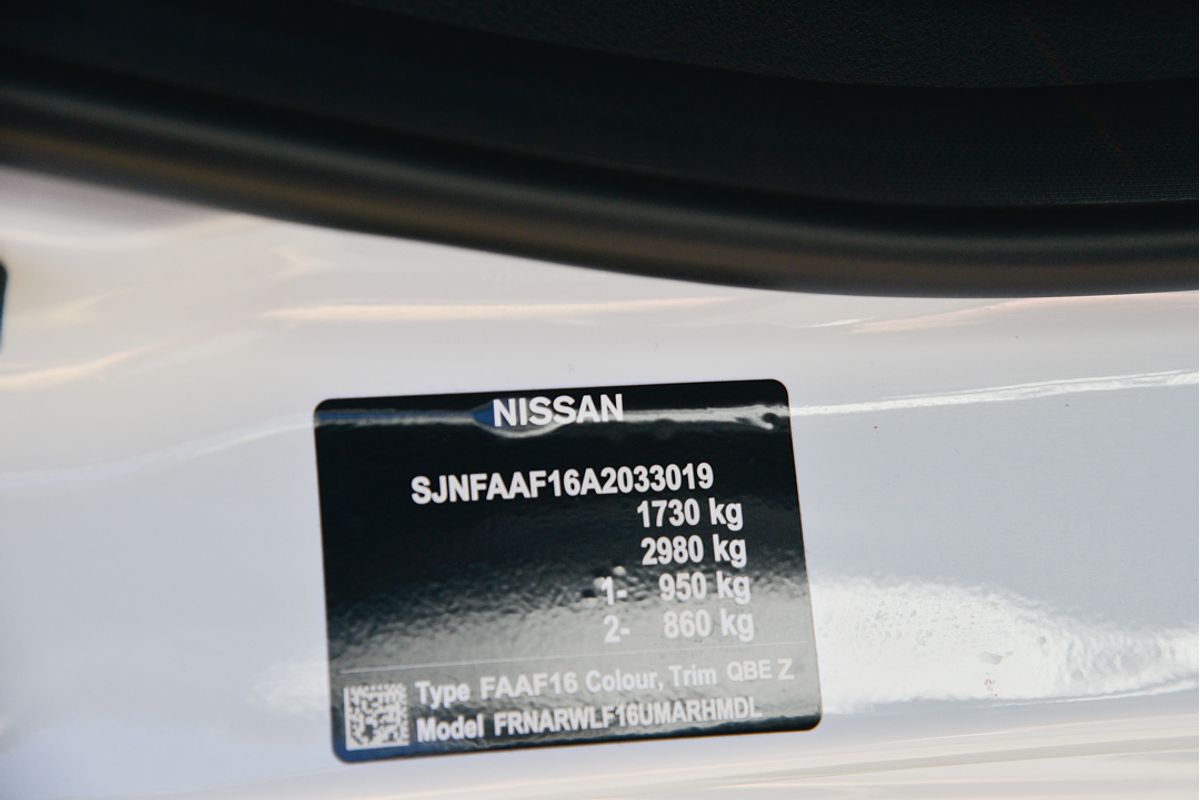 NISSAN
SJNFAAF16A2033019
1730 kg
2980 kg
1- 950 kg
2- 860 kg
Type FAAF16 Colour, Trim QBE Z
Model FRNARWLF16UMARHMDL